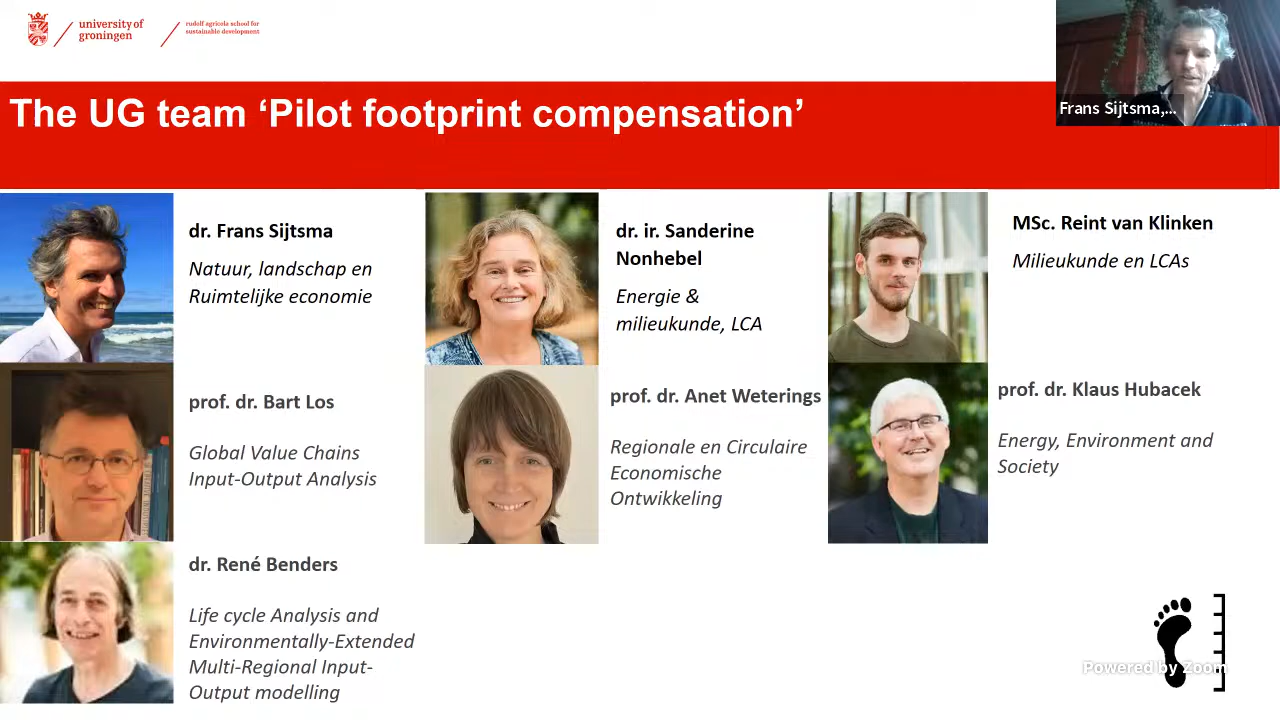 university of
groningen
rudolf agricola school for
sustainable development
The UG team ‘Pilot footprint compensation’
Frans Sijtsma,...
dr. Frans Sijtsma
Natuur, landschap en
Ruimtelijke economie
dr. ir. Sanderine
Nonhebel
Energie &
milieukunde, LCA
MSc. Reint van Klinken
Milieukunde en LCAs
prof. dr. Bart Los
Global Value Chains
Input-Output Analysis
prof. dr. Anet Weterings
Regionale en Circulaire
Economische
Ontwikkeling
prof. dr. Klaus Hubacek
Energy, Environment and
Society
dr. René Benders
Life cycle Analysis and
Environmentally-Extended
Multi-Regional Input-
Output modelling
Powered by Zoom